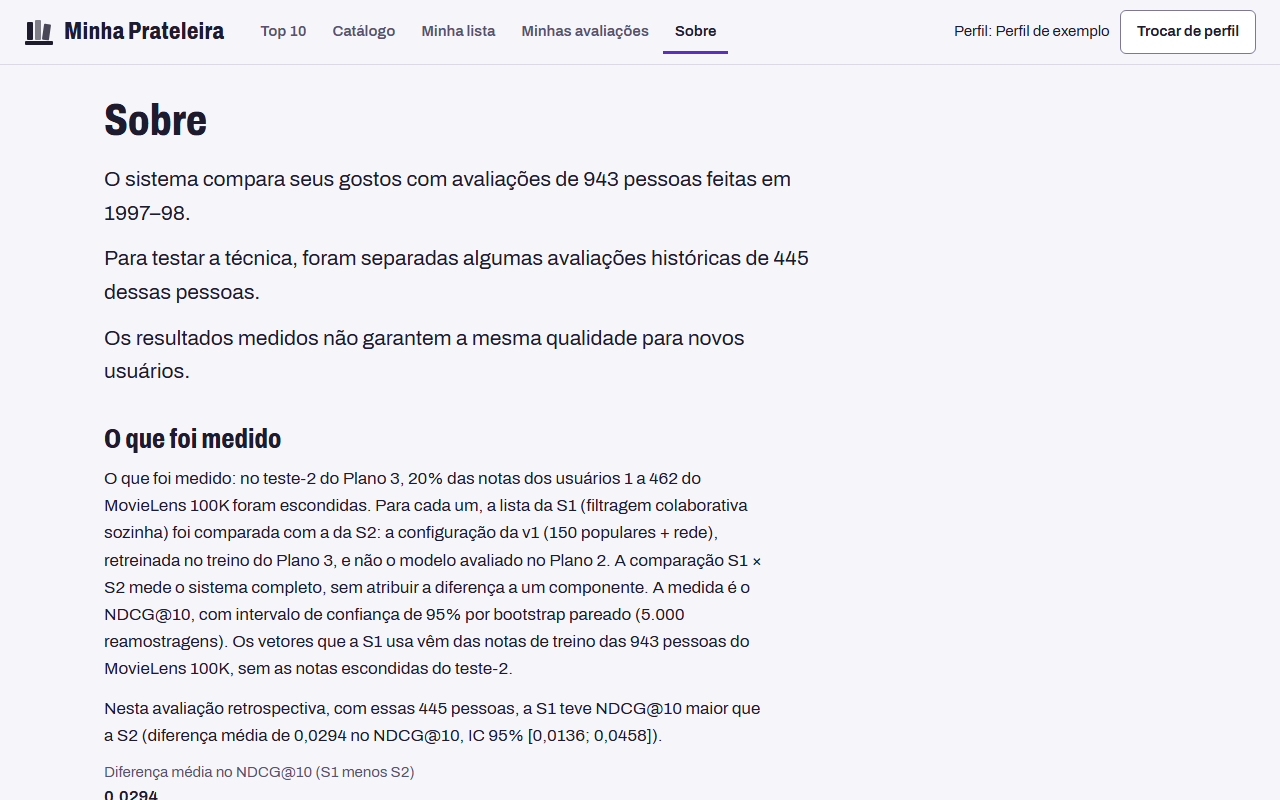 Minha Prateleira
Top 10
Catálogo
Minha lista
Minhas avaliações
Sobre
Perfil: Perfil de exemplo
Trocar de perfil
Sobre
O sistema compara seus gostos com avaliações de 943 pessoas feitas em
1997–98.
Para testar a técnica, foram separadas algumas avaliações históricas de 445
dessas pessoas.
Os resultados medidos não garantem a mesma qualidade para novos
usuários.
O que foi medido
O que foi medido: no teste-2 do Plano 3, 20% das notas dos usuários 1 a 462 do
MovieLens 100K foram escondidas. Para cada um, a lista da S1 (filtragem colaborativa
sozinha) foi comparada com a da S2: a configuração da v1 (150 populares + rede),
retreinada no treino do Plano 3, e não o modelo avaliado no Plano 2. A comparação S1 ×
S2 mede o sistema completo, sem atribuir a diferença a um componente. A medida é o
NDCG@10, com intervalo de confiança de 95% por bootstrap pareado (5.000
reamostragens). Os vetores que a S1 usa vêm das notas de treino das 943 pessoas do
MovieLens 100K, sem as notas escondidas do teste-2.
Nesta avaliação retrospectiva, com essas 445 pessoas, a S1 teve NDCG@10 maior que
a S2 (diferença média de 0,0294 no NDCG@10, IC 95% [0,0136; 0,0458]).
Diferença média no NDCG@10 (S1 menos S2)
0,0294